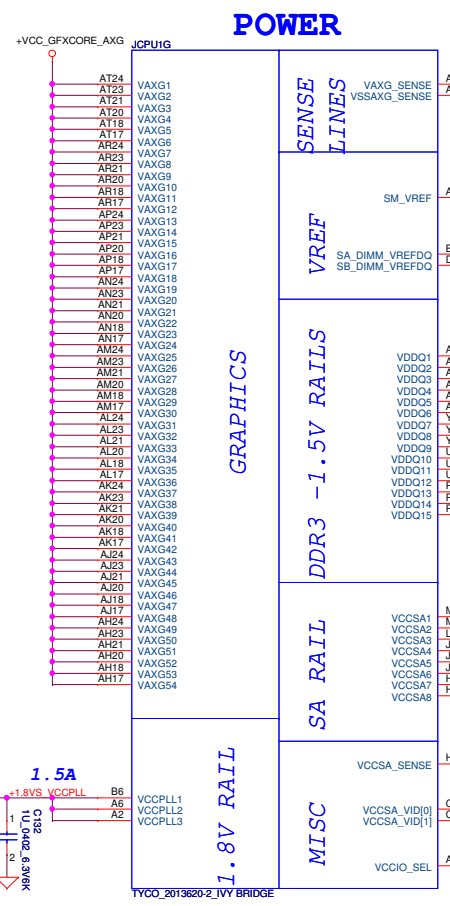 POWER
+VCC_GFXCORE_AXG
JCPU1G
AT24 VAXG1
AT23 VAXG2
AT21 VAXG3
AT20 VAXG4
AT18 VAXG5
AT17 VAXG6
AR24 VAXG7
AR23 VAXG8
AR21 VAXG9
AR20 VAXG10
AR18 VAXG11
AR17 VAXG12
AP24 VAXG13
AP23 VAXG14
AP21 VAXG15
AP20 VAXG16
AP18 VAXG17
AP17 VAXG18
AN24 VAXG19
AN23 VAXG20
AN21 VAXG21
AN20 VAXG22
AN18 VAXG23
AN17 VAXG24
AM24 VAXG25
AM23 VAXG26
AM21 VAXG27
AM20 VAXG28
AM18 VAXG29
AM17 VAXG30
AL24 VAXG31
AL23 VAXG32
AL21 VAXG33
AL20 VAXG34
AL18 VAXG35
AL17 VAXG36
AK24 VAXG37
AK23 VAXG38
AK21 VAXG39
AK20 VAXG40
AK18 VAXG41
AK17 VAXG42
AJ24 VAXG43
AJ23 VAXG44
AJ21 VAXG45
AJ20 VAXG46
AJ18 VAXG47
AJ17 VAXG48
AH24 VAXG49
AH23 VAXG50
AH21 VAXG51
AH20 VAXG52
AH18 VAXG53
AH17 VAXG54
GRAPHICS
SENSE
LINES
VAXG_SENSE
VSSAXG_SENSE
VREF
SM_VREF
SA_DIMM_VREFDQ
SB_DIMM_VREFDQ
DDR3 -1.5V RAILS
VDDQ1
VDDQ2
VDDQ3
VDDQ4
VDDQ5
VDDQ6
VDDQ7
VDDQ8
VDDQ9
VDDQ10
VDDQ11
VDDQ12
VDDQ13
VDDQ14
VDDQ15
SA RAIL
VCCSA1
VCCSA2
VCCSA3
VCCSA4
VCCSA5
VCCSA6
VCCSA7
VCCSA8
1.5A
+1.8VS_VCCPLL
B6 VCCPLL1
A6 VCCPLL2
A2 VCCPLL3
1
2
C132
1U_0402_6.3V6K
1.8V RAIL
MISC
VCCSA_SENSE
VCCSA_VID[0]
VCCSA_VID[1]
VCCIO_SEL
TYCO_2013620-2_IVY BRIDGE